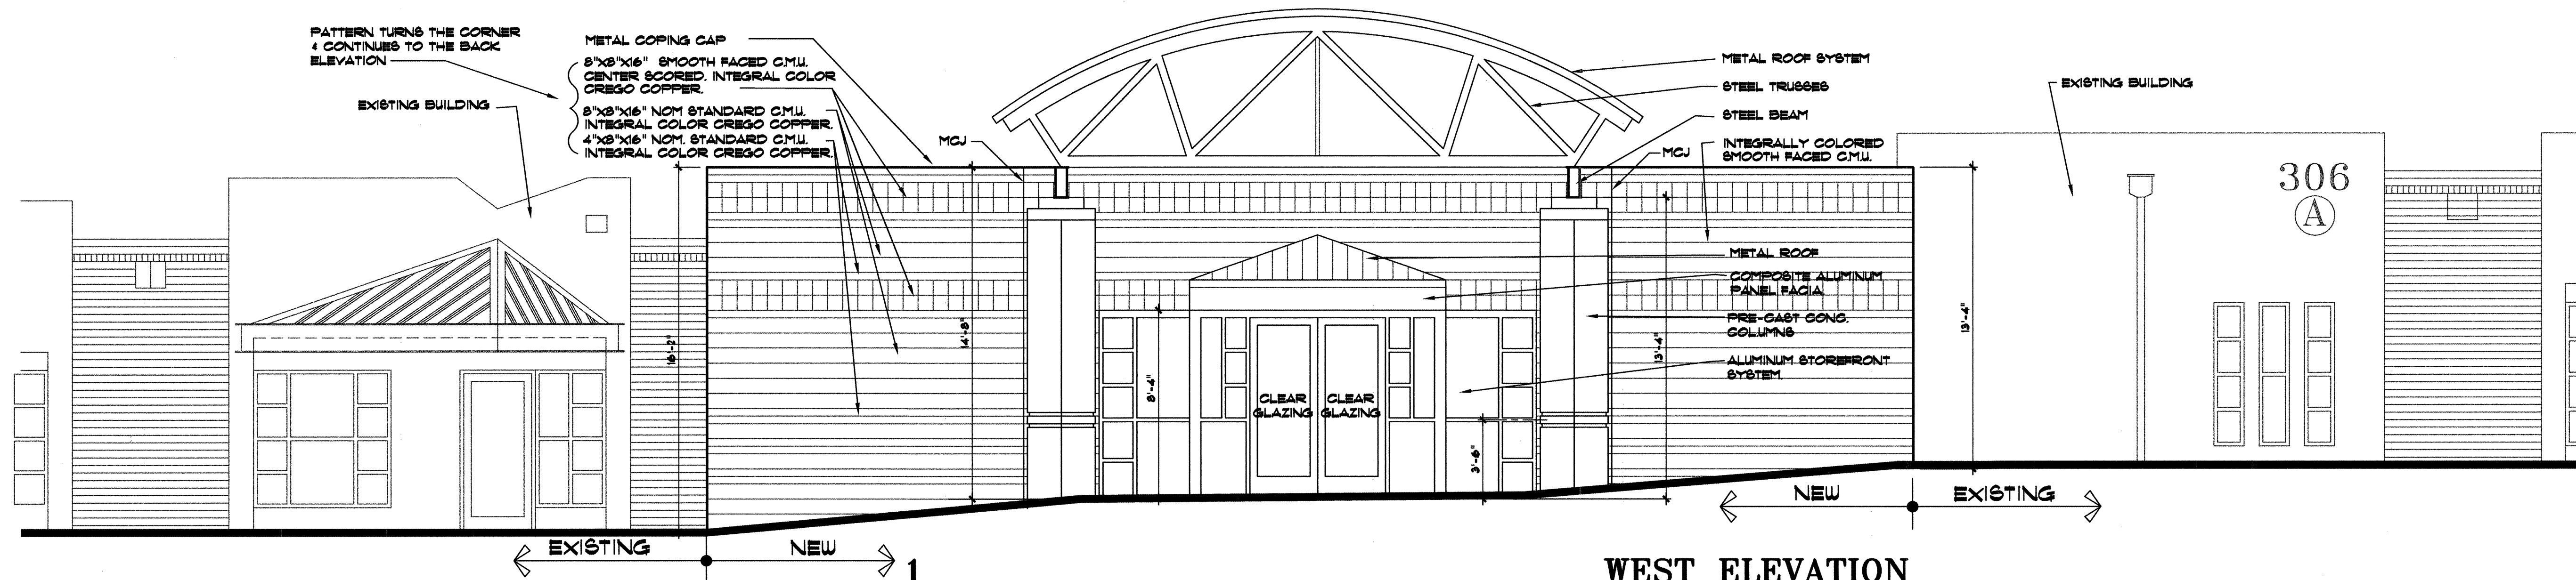 PATTERN TURNS THE CORNER
& CONTINUES TO THE BACK
ELEVATION
METAL COPING CAP
8"X8"X16" SMOOTH FACED C.M.U.
CENTER SCORED. INTEGRAL COLOR
CREGO COPPER.
8"X8"X16" NOM STANDARD C.M.U.
INTEGRAL COLOR CREGO COPPER.
4"X8"X16" NOM. STANDARD C.M.U.
INTEGRAL COLOR CREGO COPPER.
EXISTING BUILDING
MCJ
METAL ROOF SYSTEM
STEEL TRUSSES
STEEL BEAM
MCJ
INTEGRALLY COLORED
SMOOTH FACED C.M.U.
EXISTING BUILDING
306
A
METAL ROOF
COMPOSITE ALUMINUM
PANEL FACIA
PRE-CAST CONC.
COLUMNS
ALUMINUM STOREFRONT
SYSTEM.
16'-2"
14'-8"
8'-4"
CLEAR
GLAZING
CLEAR
GLAZING
3'-6"
13'-4"
13'-4"
NEW
EXISTING
EXISTING
NEW
1
WEST ELEVATION